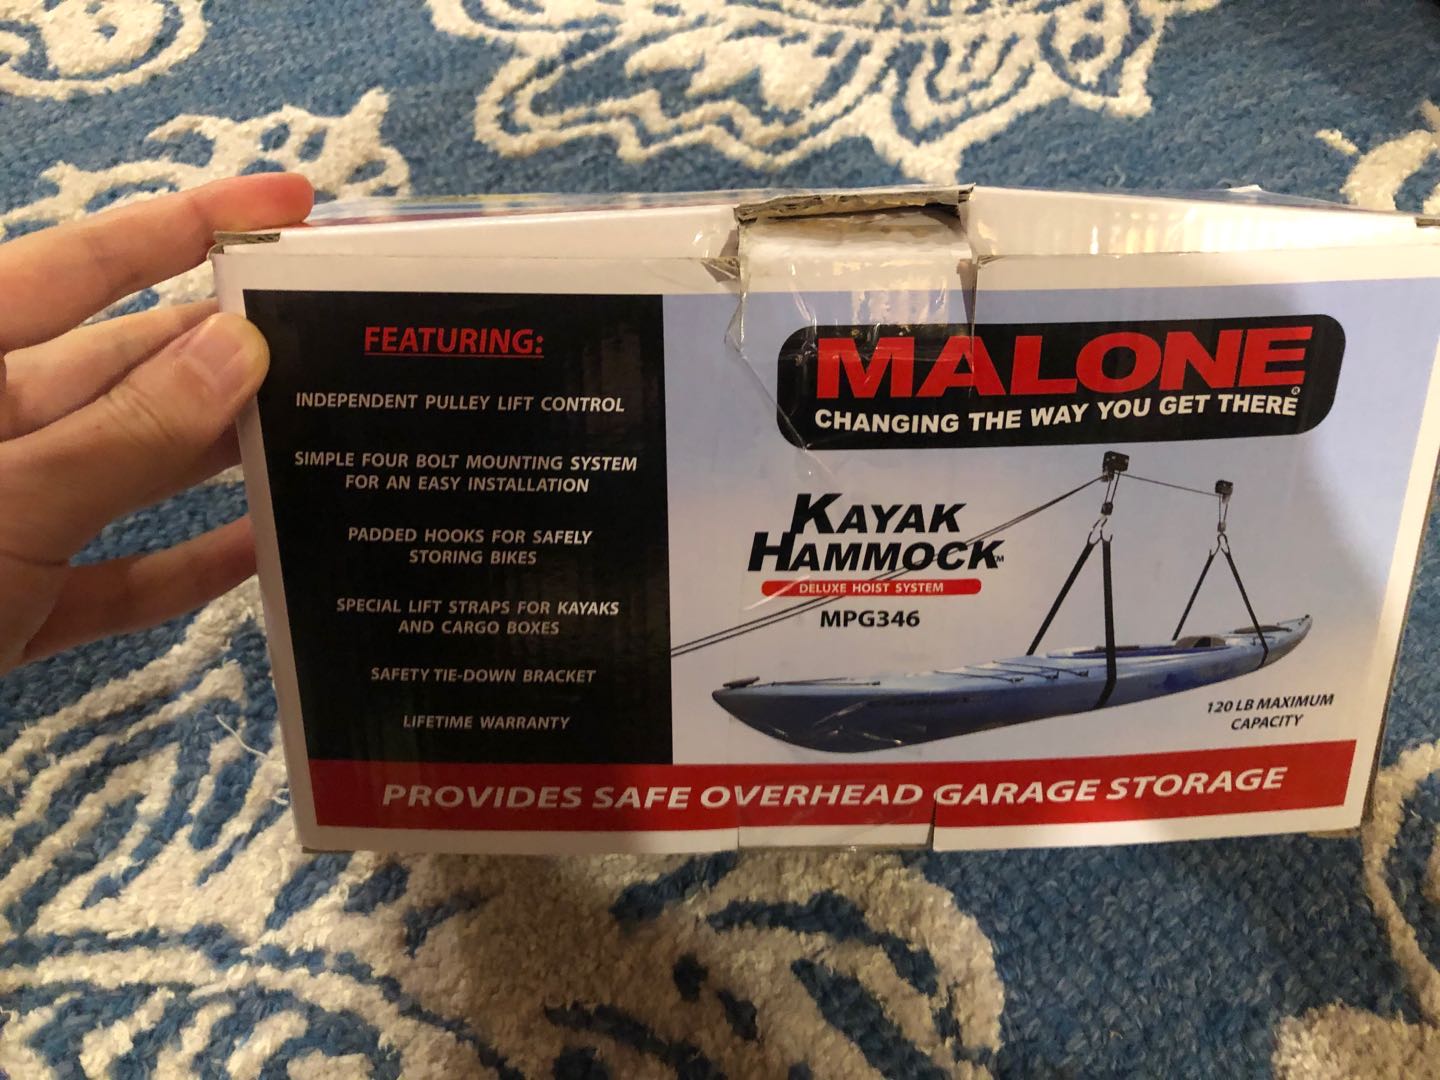 FEATURING:
INDEPENDENT PULLEY LIFT CONTROL
SIMPLE FOUR BOLT MOUNTING SYSTEM
FOR AN EASY INSTALLATION
PADDED HOOKS FOR SAFELY
STORING BIKES
SPECIAL LIFT STRAPS FOR KAYAKS
AND CARGO BOXES
SAFETY TIE-DOWN BRACKET
LIFETIME WARRANTY
MALONE
CHANGING THE WAY YOU GET THERE®
KAYAK
HAMMOCK™
DELUXE HOIST SYSTEM
MPG346
120 LB MAXIMUM
CAPACITY
PROVIDES SAFE OVERHEAD GARAGE STORAGE